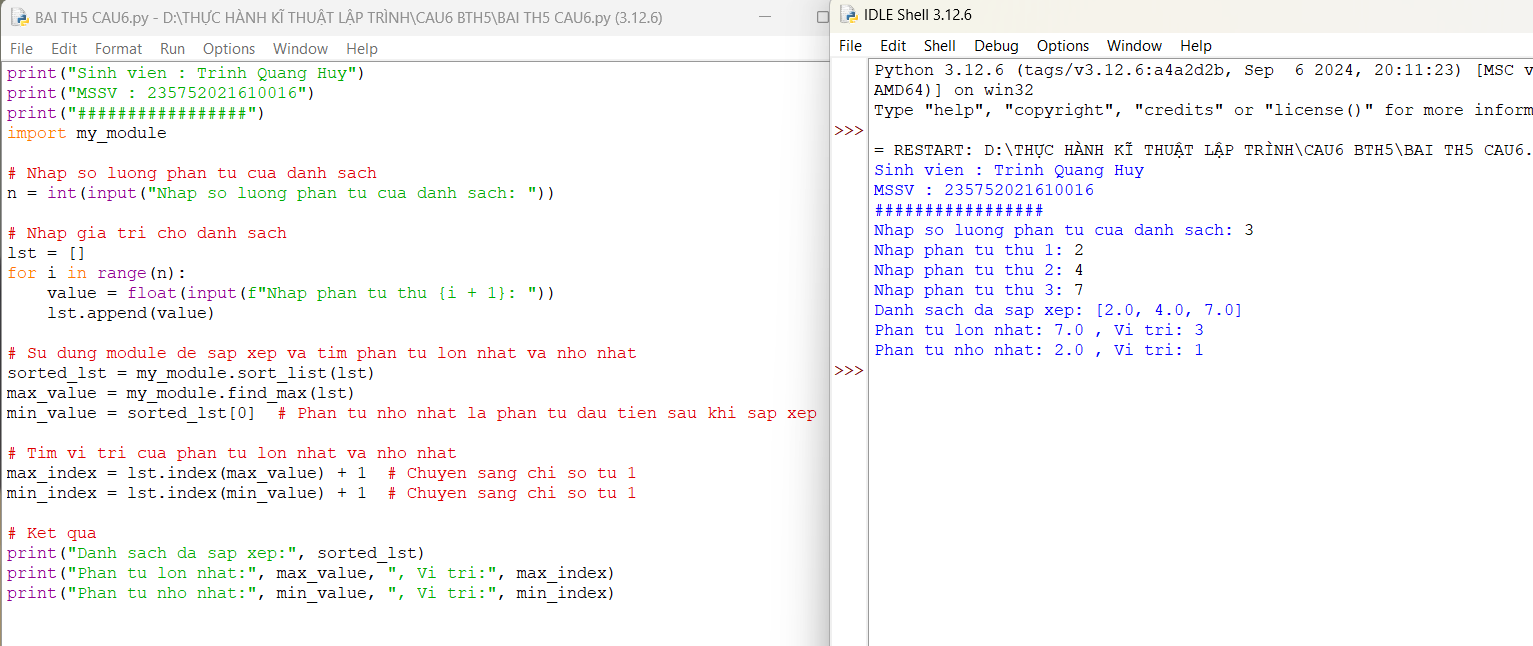 BAI TH5 CAU6.py - D:\THỰC HÀNH KĨ THUẬT LẬP TRÌNH\CAU6 BTH5\BAI TH5 CAU6.py (3.12.6)
File Edit Format Run Options Window Help
print("Sinh vien : Trinh Quang Huy")
print("MSSV : 235752021610016")
print("#################")
import my_module
# Nhap so luong phan tu cua danh sach
n = int(input("Nhap so luong phan tu cua danh sach: "))
# Nhap gia tri cho danh sach
lst = []
for i in range(n):
    value = float(input(f"Nhap phan tu thu {i + 1}: "))
    lst.append(value)
# Su dung module de sap xep va tim phan tu lon nhat va nho nhat
sorted_lst = my_module.sort_list(lst)
max_value = my_module.find_max(lst)
min_value = sorted_lst[0]  # Phan tu nho nhat la phan tu dau tien sau khi sap xep
# Tim vi tri cua phan tu lon nhat va nho nhat
max_index = lst.index(max_value) + 1  # Chuyen sang chi so tu 1
min_index = lst.index(min_value) + 1  # Chuyen sang chi so tu 1
# Ket qua
print("Danh sach da sap xep:", sorted_lst)
print("Phan tu lon nhat:", max_value, ", Vi tri:", max_index)
print("Phan tu nho nhat:", min_value, ", Vi tri:", min_index)
IDLE Shell 3.12.6
File Edit Shell Debug Options Window Help
Python 3.12.6 (tags/v3.12.6:a4a2d2b, Sep  6 2024, 20:11:23) [MSC v
AMD64)] on win32
Type "help", "copyright", "credits" or "license()" for more inform
>>>
= RESTART: D:\THỰC HÀNH KĨ THUẬT LẬP TRÌNH\CAU6 BTH5\BAI TH5 CAU6.
Sinh vien : Trinh Quang Huy
MSSV : 235752021610016
#################
Nhap so luong phan tu cua danh sach: 3
Nhap phan tu thu 1: 2
Nhap phan tu thu 2: 4
Nhap phan tu thu 3: 7
Danh sach da sap xep: [2.0, 4.0, 7.0]
Phan tu lon nhat: 7.0 , Vi tri: 3
Phan tu nho nhat: 2.0 , Vi tri: 1
>>>